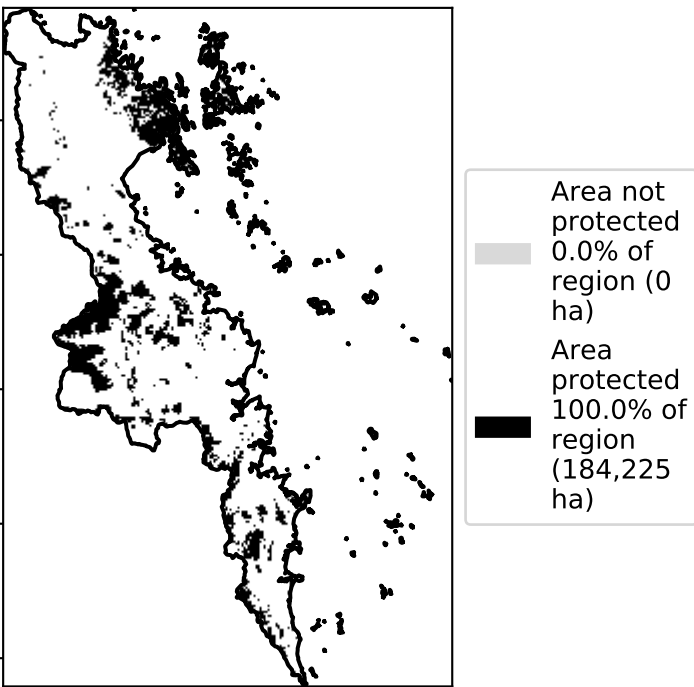 Area not
protected
0.0% of
region (0
ha)
Area
protected
100.0% of
region
(184,225
ha)